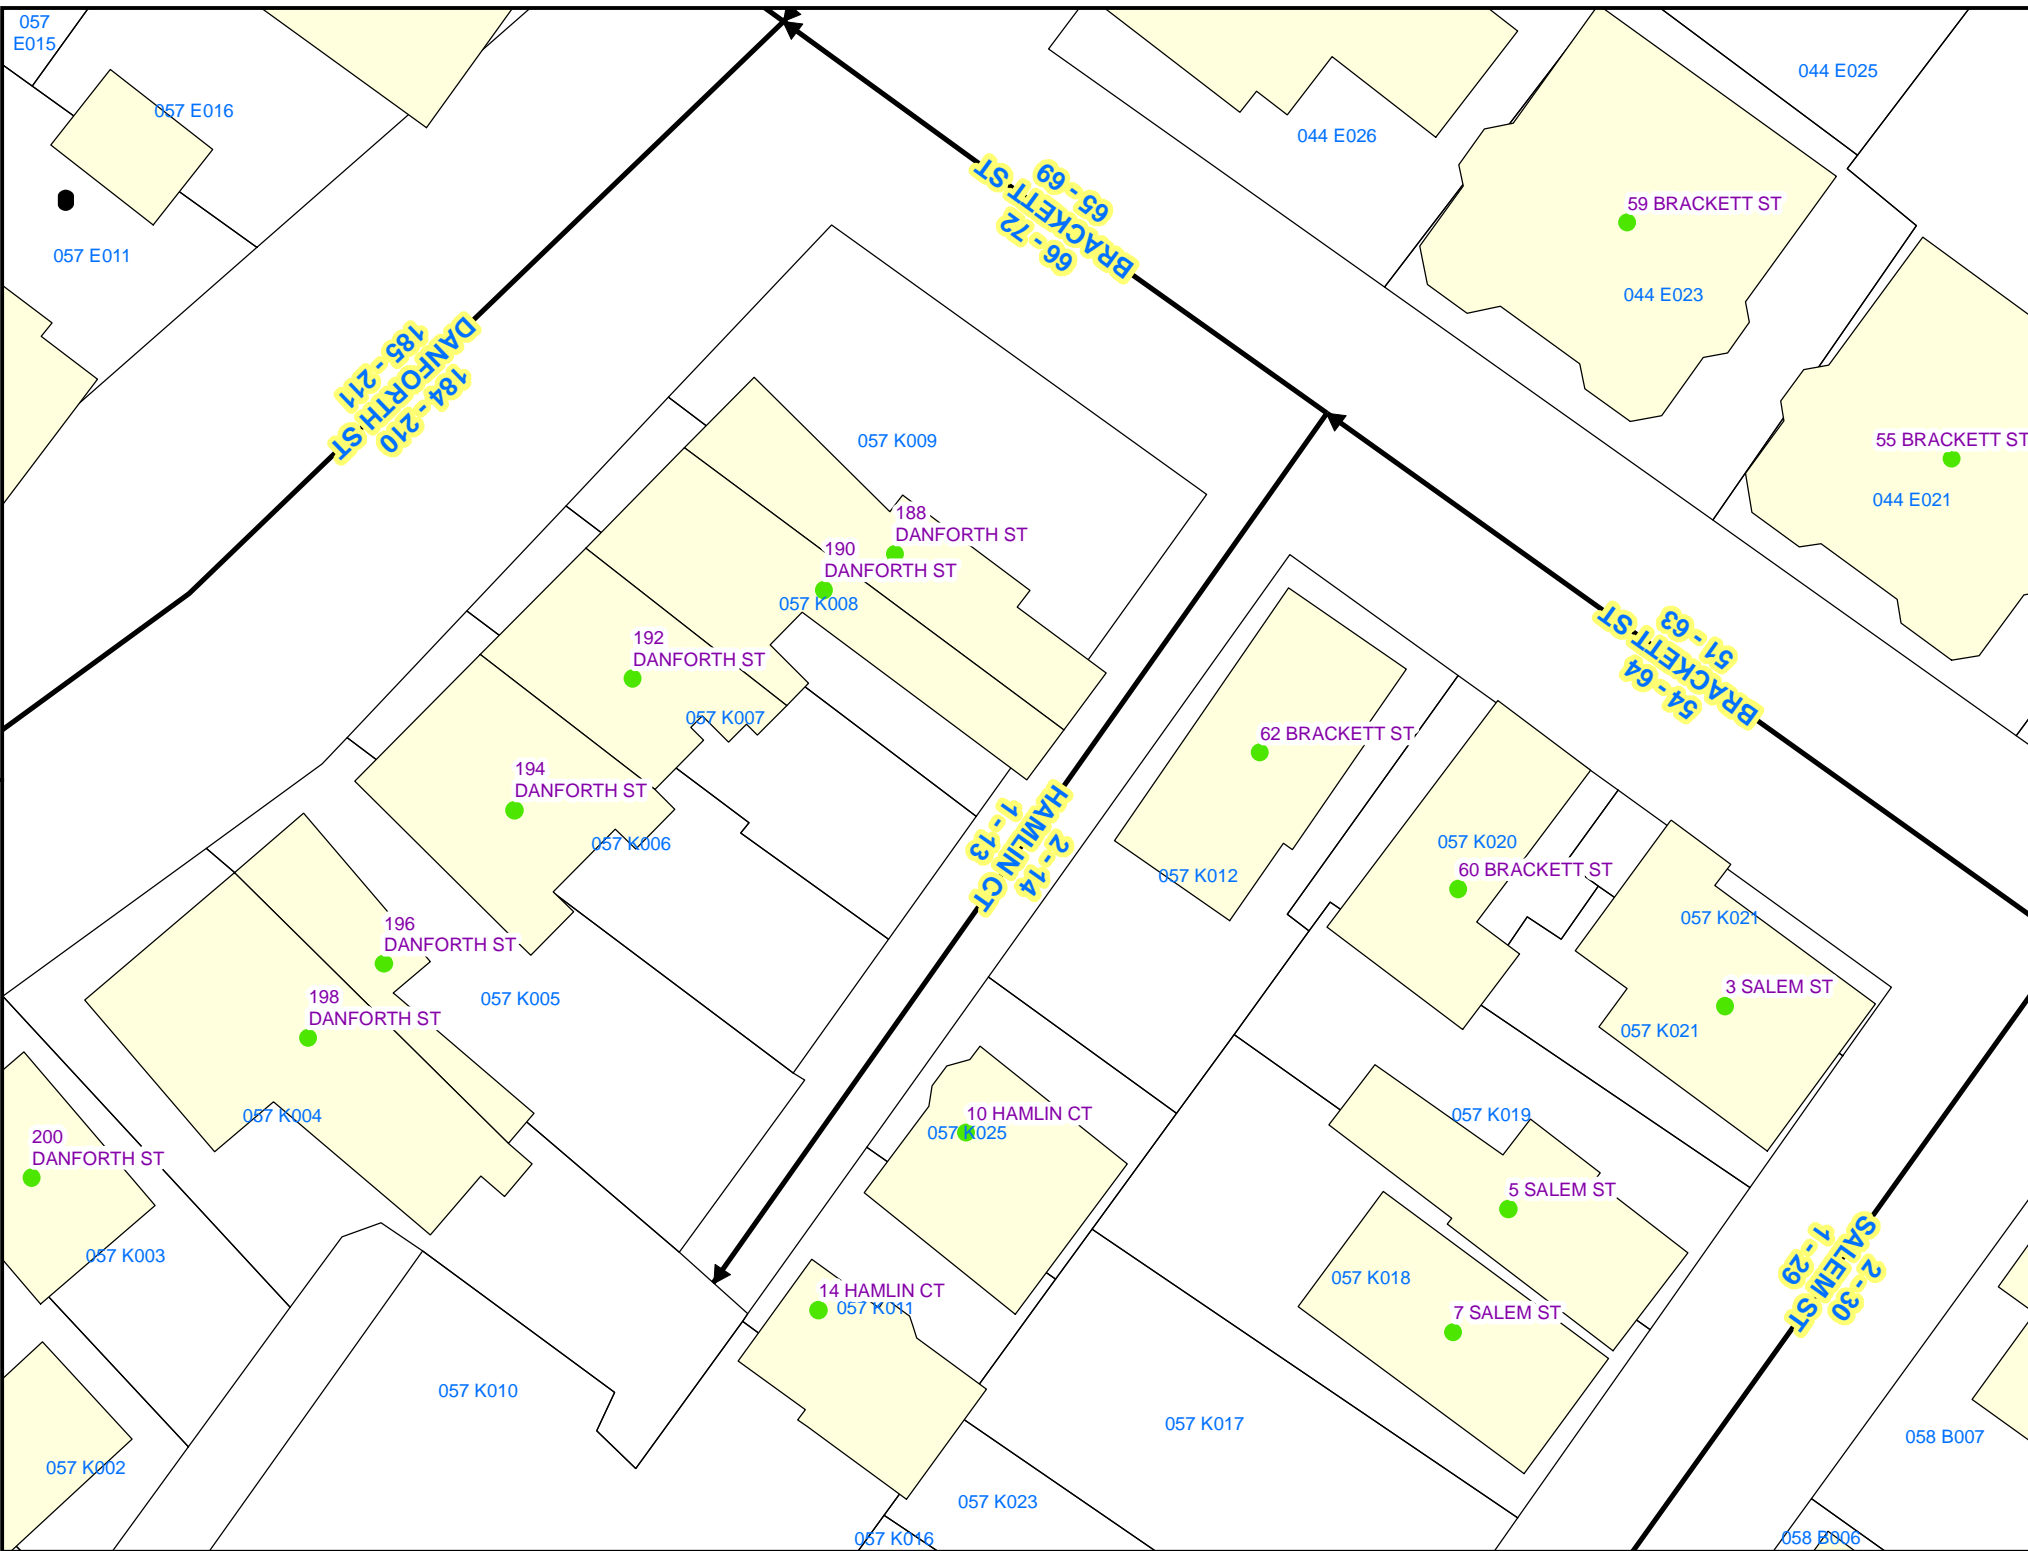 057
E015
057 E016
044 E025
044 E026
65 - 69
BRACKETT ST
66 - 72
59 BRACKETT ST
057 E011
044 E023
185 - 211
DANFORTH ST
184 - 210
057 K009
55 BRACKETT ST
044 E021
188
DANFORTH ST
190
DANFORTH ST
057 K008
192
DANFORTH ST
057 K007
51 - 63
BRACKETT ST
54 - 64
62 BRACKETT ST
194
DANFORTH ST
057 K006
2 - 14
HAMLIN CT
1 - 13
057 K012
057 K020
60 BRACKETT ST
057 K021
196
DANFORTH ST
057 K005
198
DANFORTH ST
3 SALEM ST
057 K021
057 K004
10 HAMLIN CT
057 K025
057 K019
200
DANFORTH ST
5 SALEM ST
057 K003
057 K018
2 - 30
SALEM ST
1 - 29
14 HAMLIN CT
057 K011
7 SALEM ST
057 K010
057 K017
058 B007
057 K002
057 K023
057 K016
058 B006